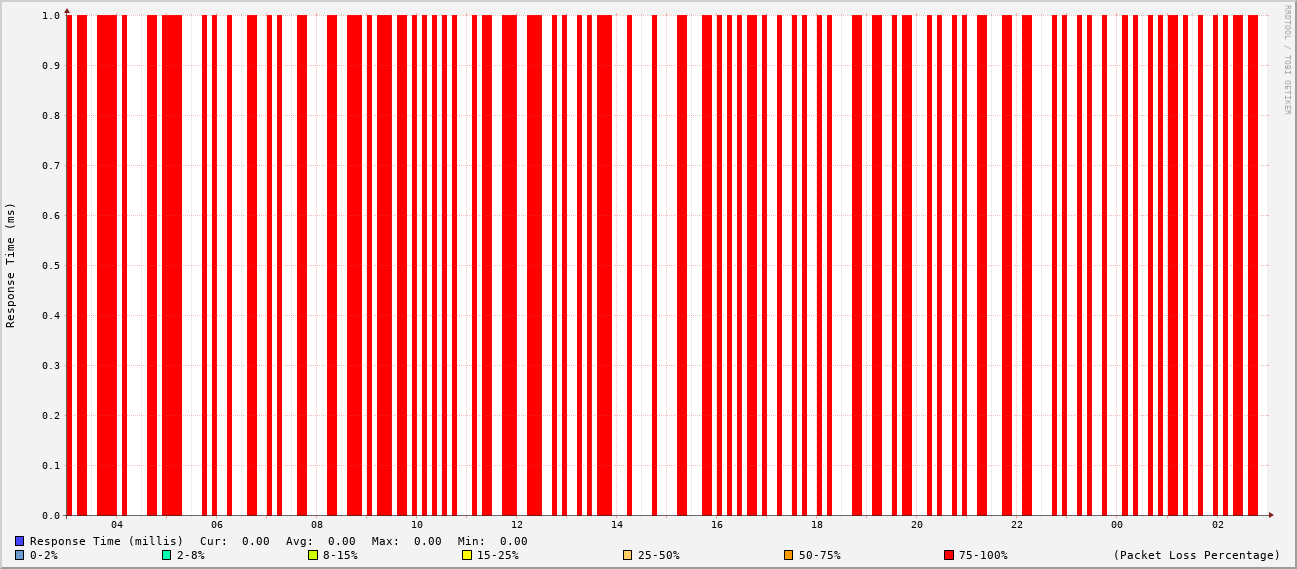 RRDTOOL / TOBI OETIKER
Response Time (ms)
1.0
0.9
0.8
0.7
0.6
0.5
0.4
0.3
0.2
0.1
0.0
04 06 08 10 12 14 16 18 20 22 00 02
Response Time (millis) Cur: 0.00 Avg: 0.00 Max: 0.00 Min: 0.00
0-2% 2-8% 8-15% 15-25% 25-50% 50-75% 75-100% (Packet Loss Percentage)